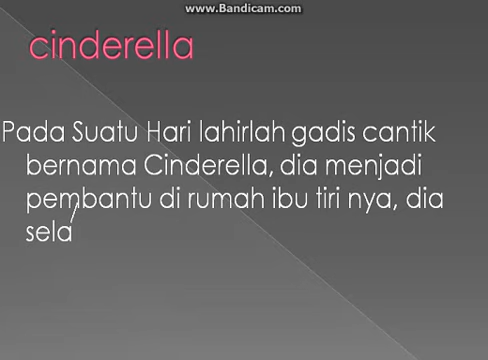 www.Bandicam.com
cinderella
Pada Suatu Hari lahirlah gadis cantik
bernama Cinderella, dia menjadi
pembantu di rumah ibu tiri nya, dia
sela